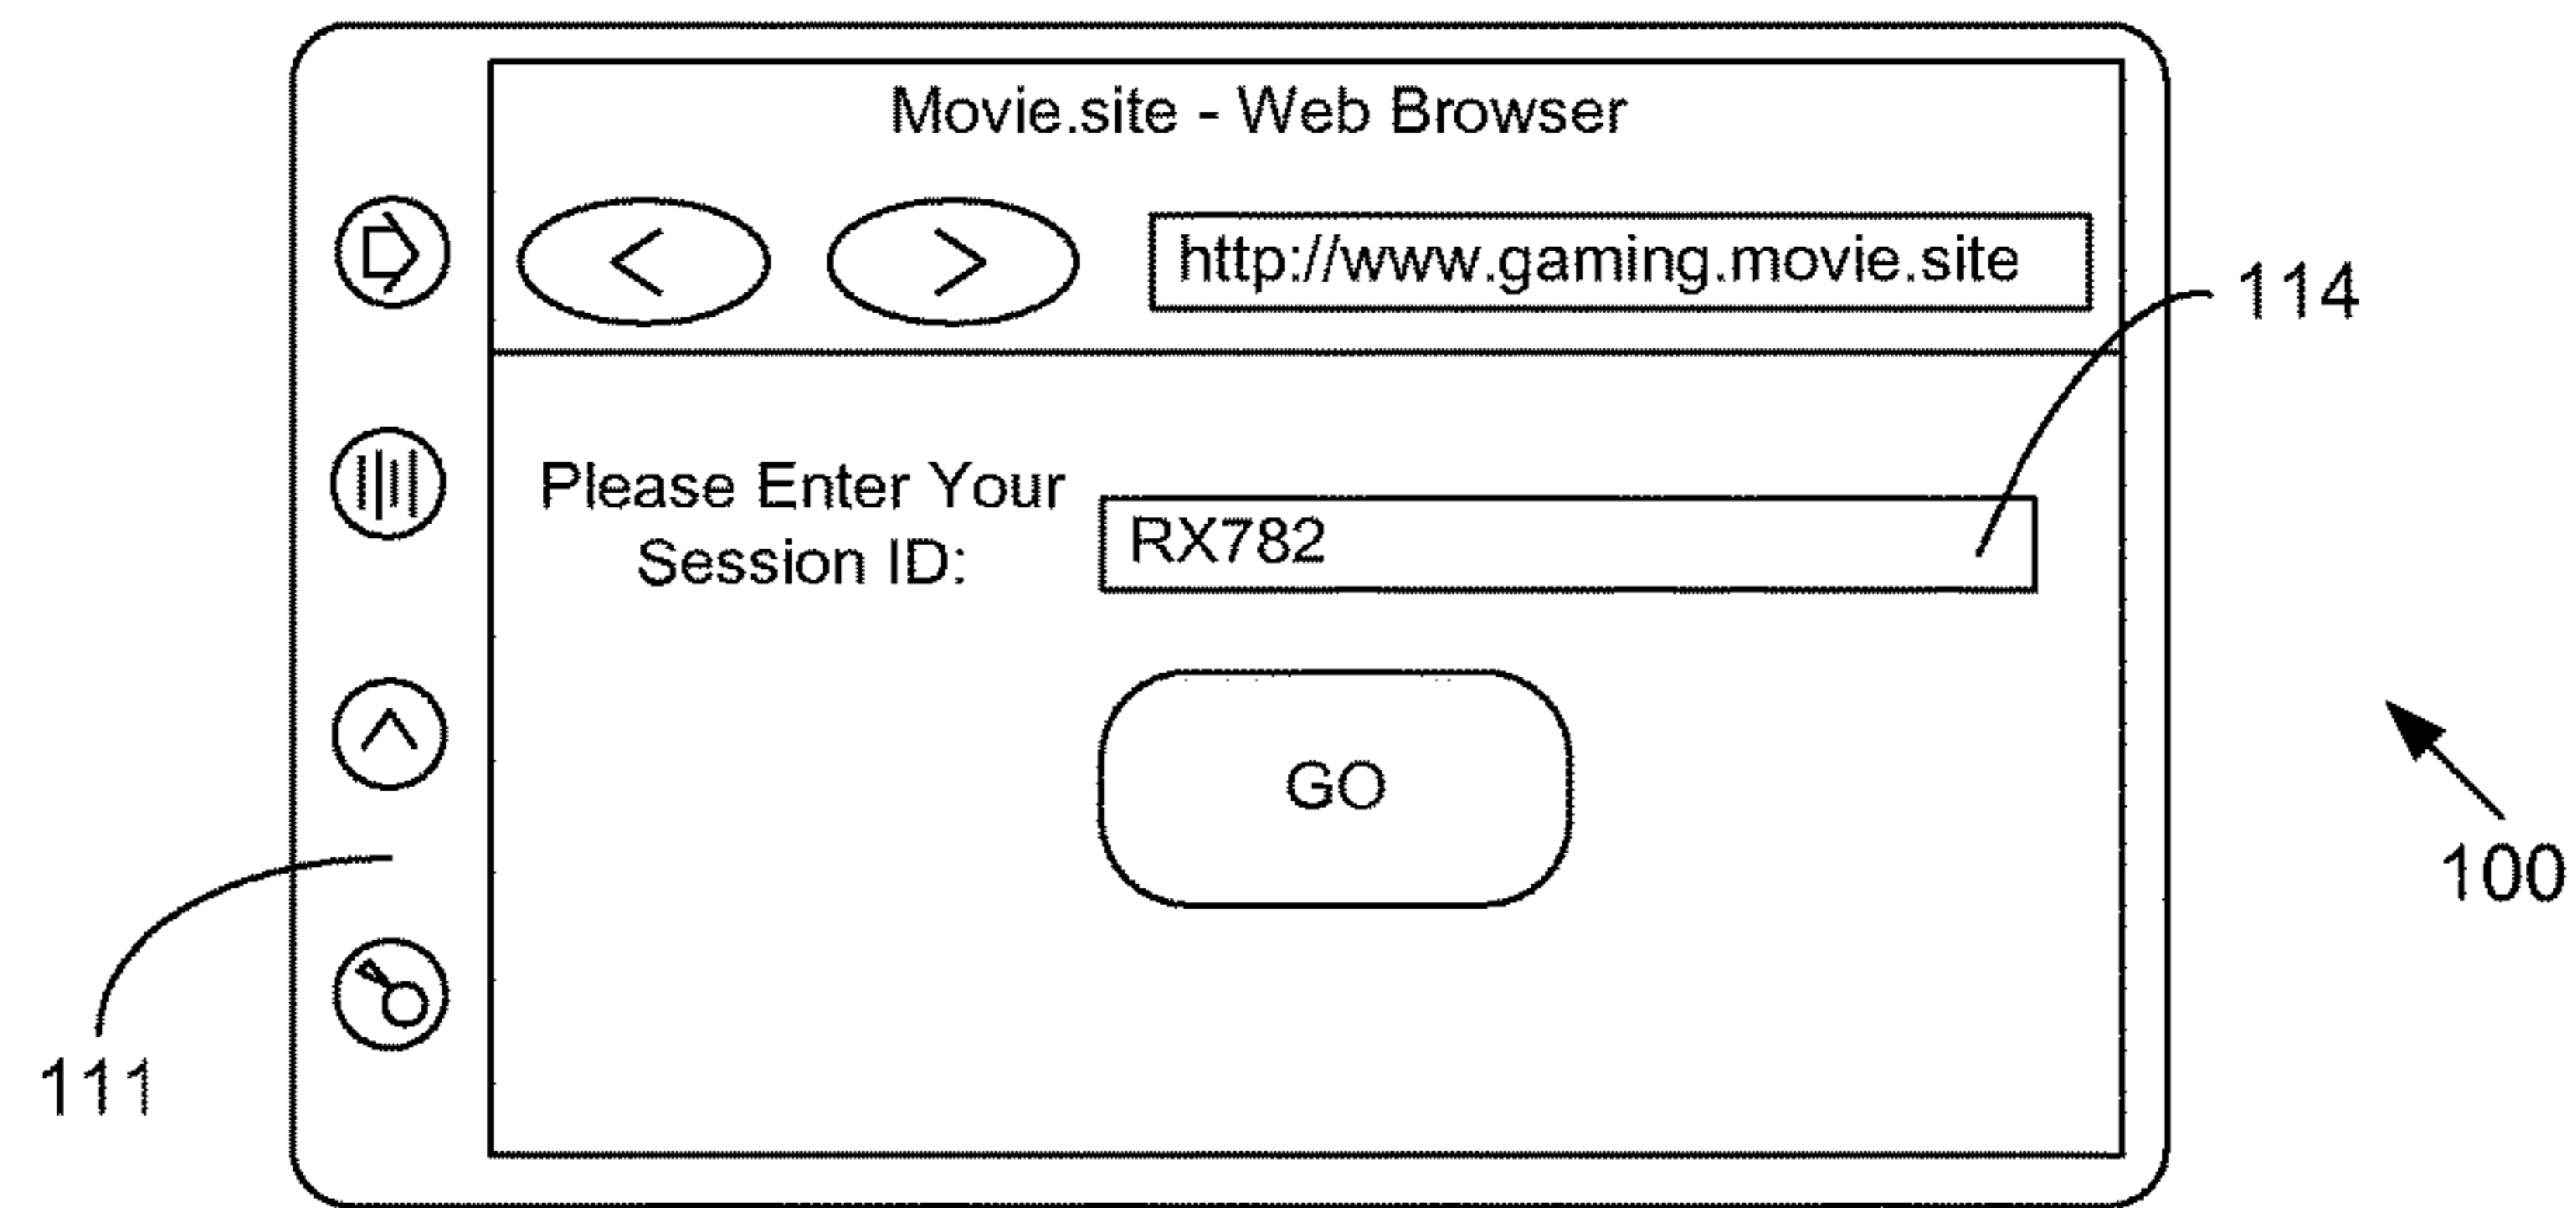 Movie.site - Web Browser
< > http://www.gaming.movie.site
114
Please Enter Your
Session ID:
RX782
GO
100
111